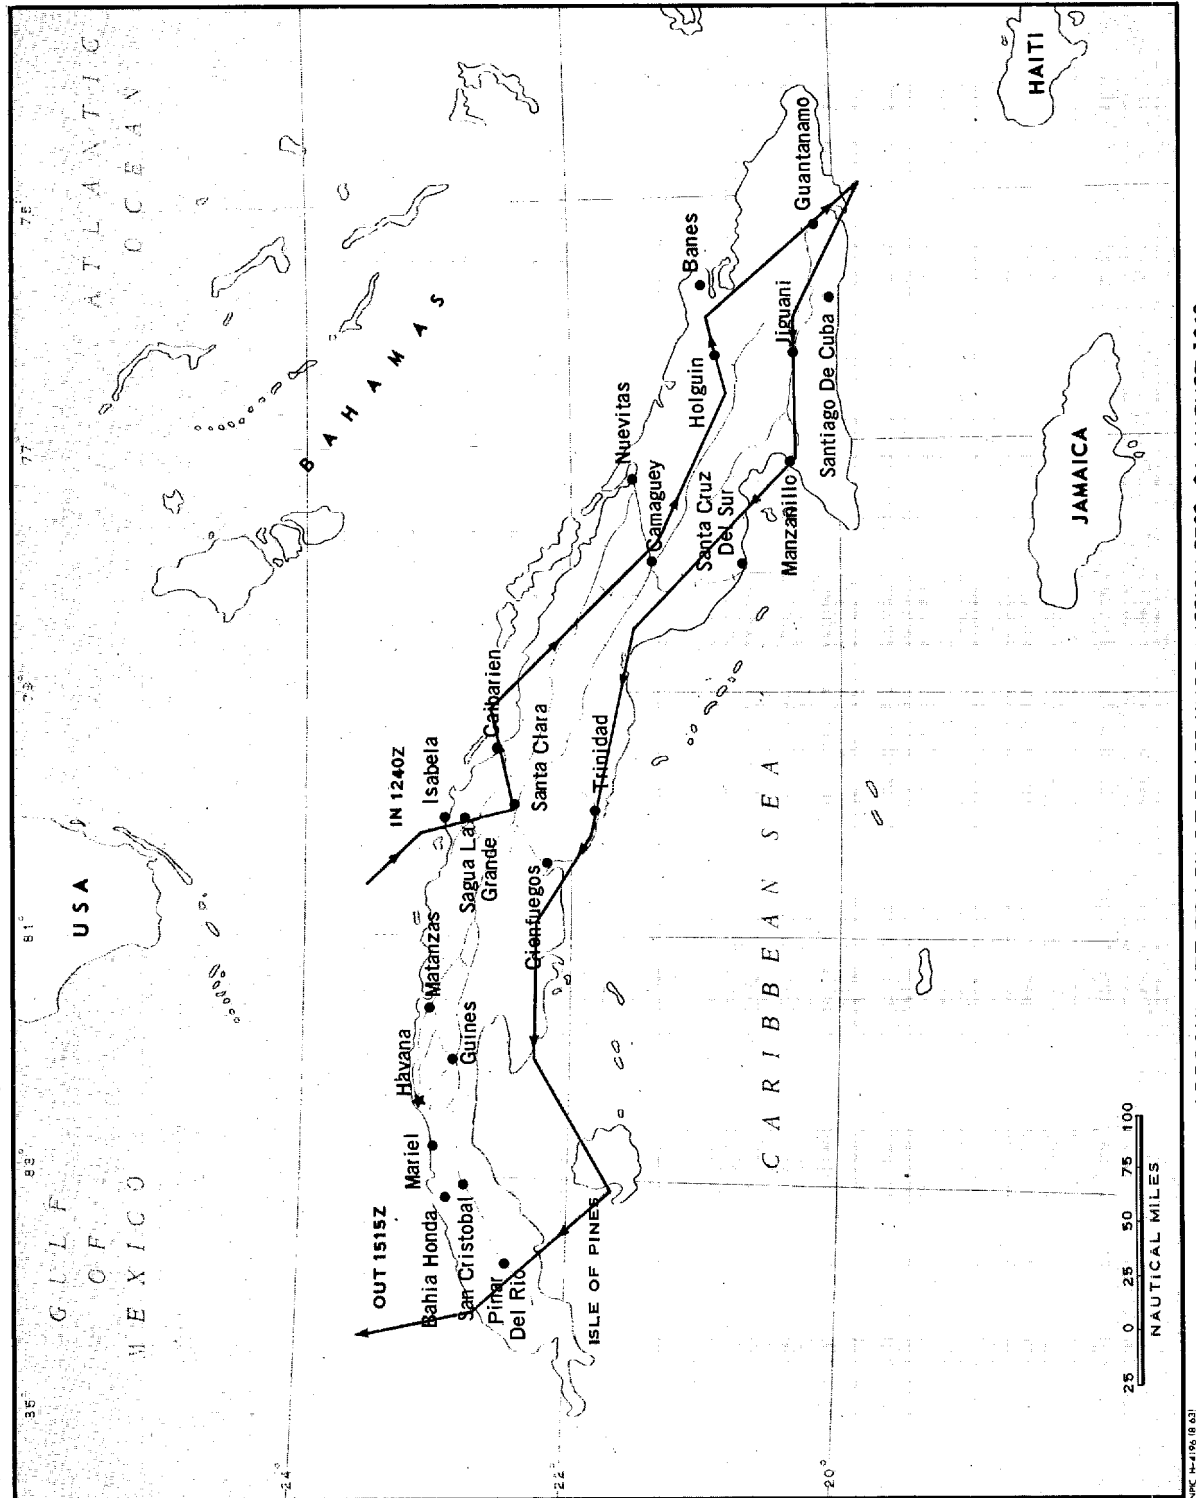 GULF
OF
MEXICO
USA
ATLANTIC
OCEAN
BAHAMAS
85°
83°
81
79°
77
75°
24°
22°
20°
OUT 1515Z
IN 1240Z
Bahia Honda
Mariel
Havana
San Cristobal
Pinar
Del Rio
Guines
Matanzas
Isabela
Sagua La
Grande
Caibarien
Santa Clara
Cienfuegos
Trinidad
Nuevitas
Camaguey
Santa Cruz
Del Sur
Holguin
Banes
Manzanillo
Jiguani
Santiago De Cuba
Guantanamo
ISLE OF PINES
CARIBBEAN SEA
JAMAICA
HAITI
25 0 25 50 75 100
NAUTICAL MILES